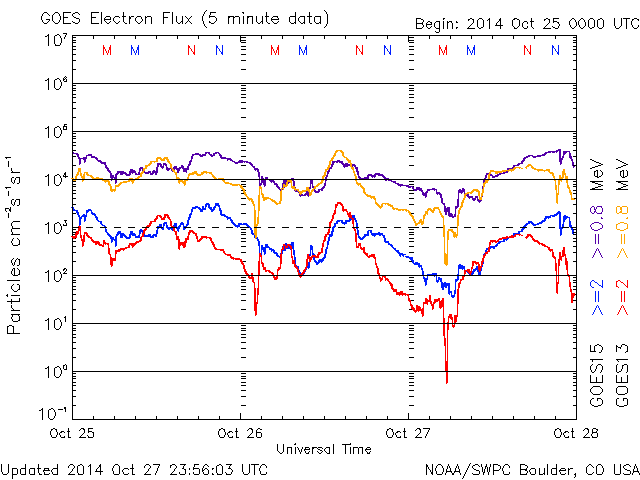 GOES Electron Flux (5 minute data)
Begin: 2014 Oct 25 0000 UTC
M M N N M M N N M M N N
10⁷
10⁶
10⁵
10⁴
10³
10²
10¹
10⁰
10⁻¹
Particles cm⁻²s⁻¹sr⁻¹
Oct 25 Oct 26 Oct 27 Oct 28
Universal Time
GOES15 >=2 >=0.8 MeV
GOES13 >=2 >=0.8 MeV
Updated 2014 Oct 27 23:56:03 UTC
NOAA/SWPC Boulder, CO USA